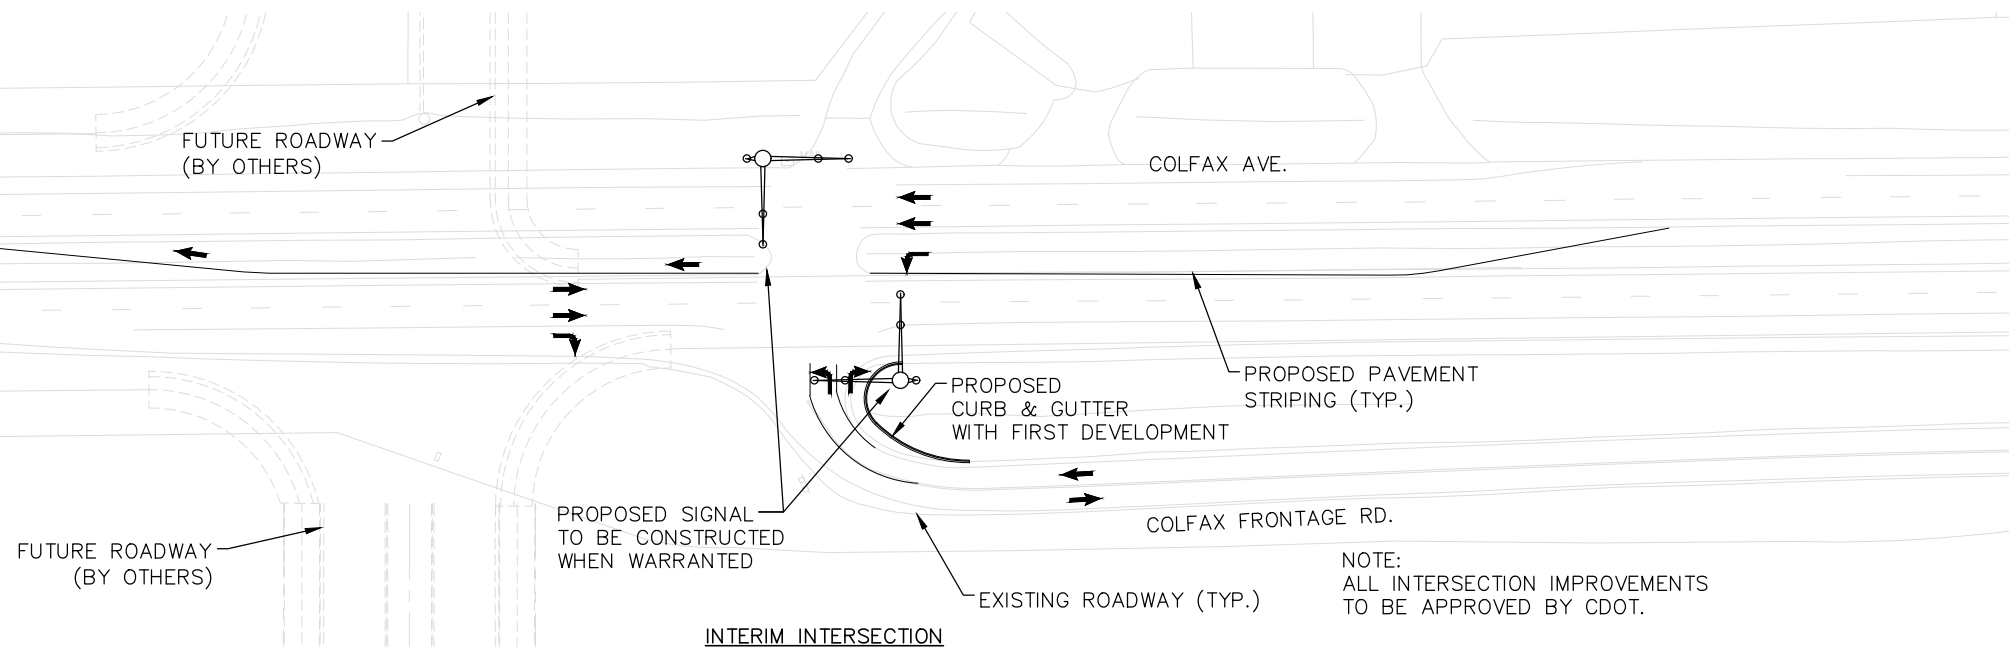 FUTURE ROADWAY
(BY OTHERS)
COLFAX AVE.
PROPOSED PAVEMENT
STRIPING (TYP.)
PROPOSED
CURB & GUTTER
WITH FIRST DEVELOPMENT
PROPOSED SIGNAL
TO BE CONSTRUCTED
WHEN WARRANTED
COLFAX FRONTAGE RD.
FUTURE ROADWAY
(BY OTHERS)
EXISTING ROADWAY (TYP.)
NOTE:
ALL INTERSECTION IMPROVEMENTS
TO BE APPROVED BY CDOT.
INTERIM INTERSECTION